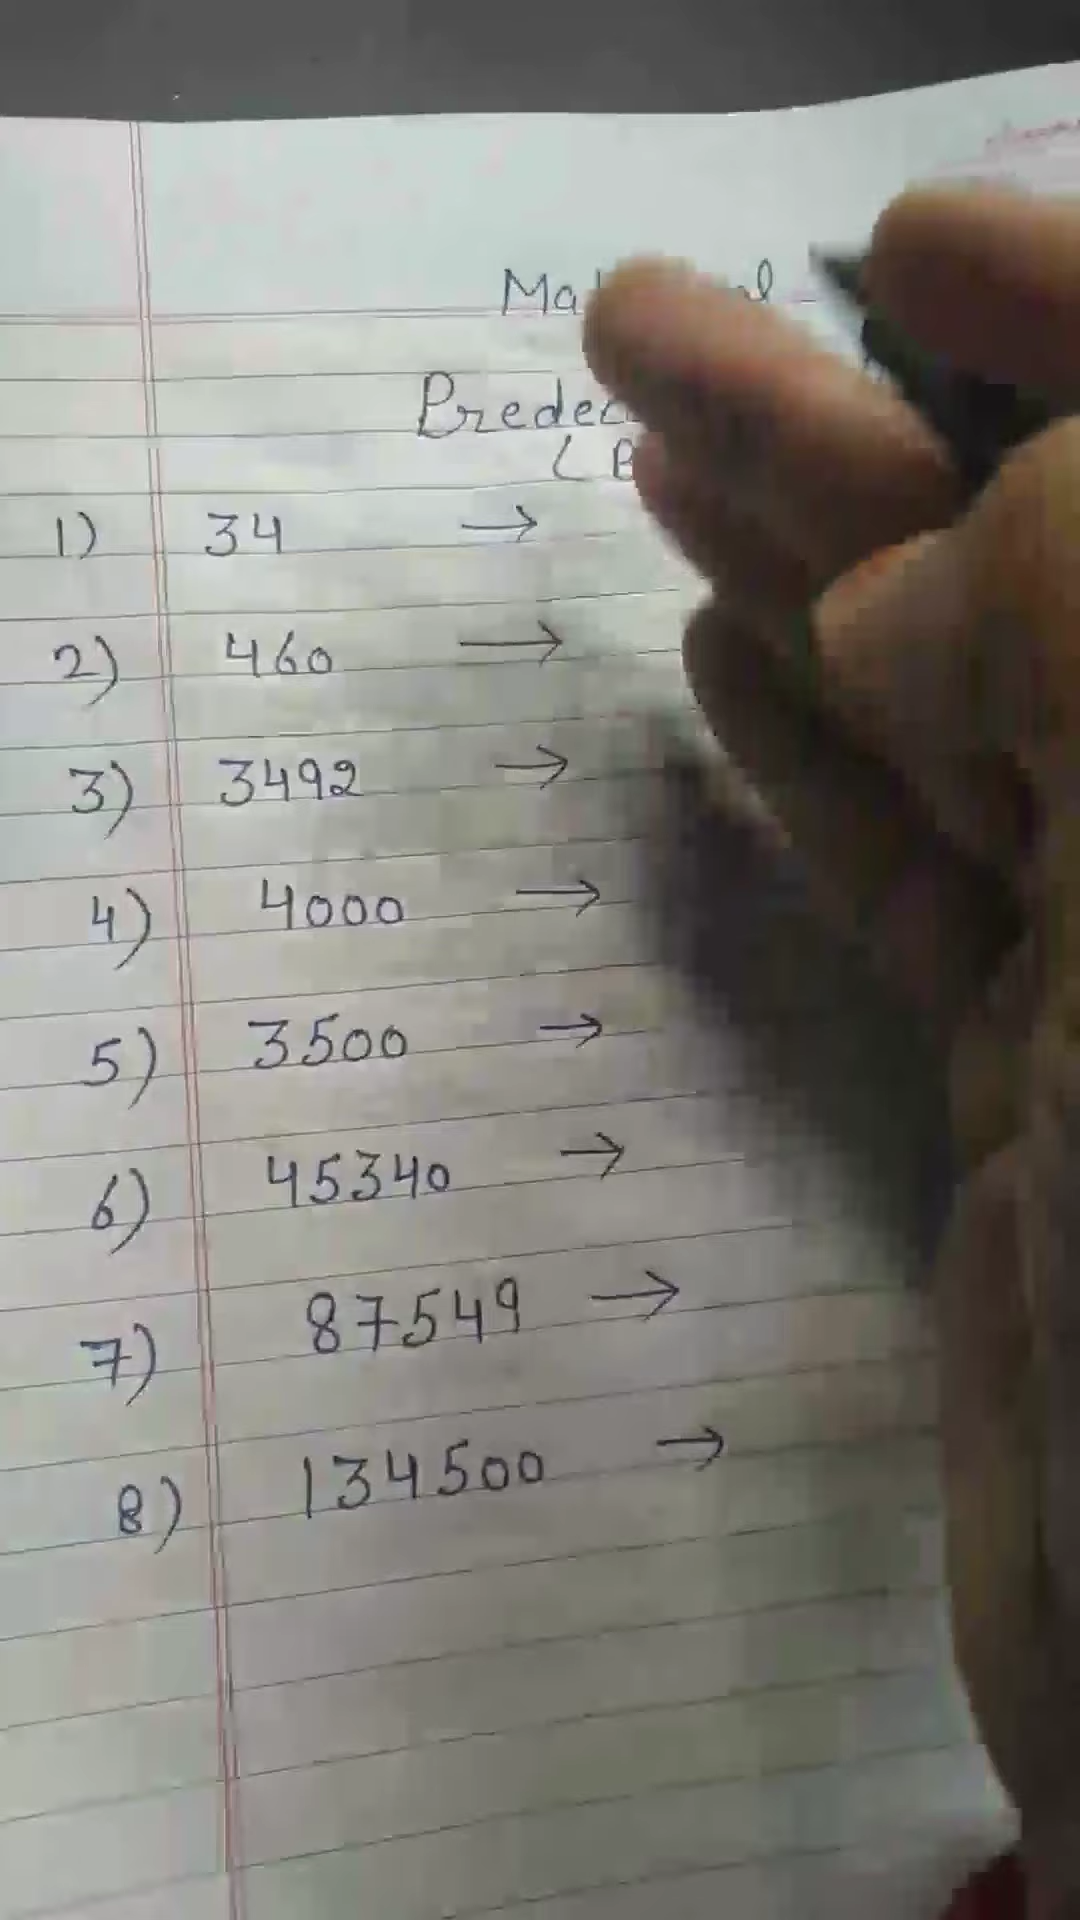 1) 34 →
2) 460 →
3) 3492 →
4) 4000 →
5) 3500 →
6) 45340 →
7) 87549 →
8) 134500 →